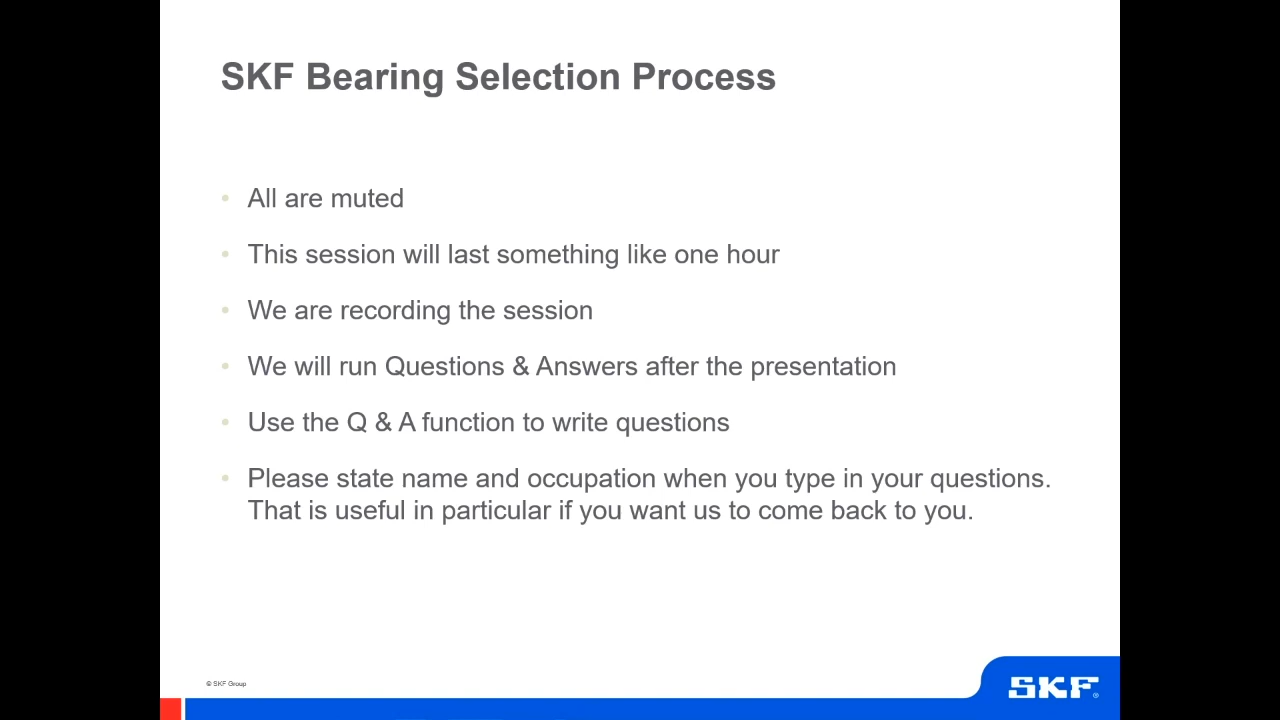 SKF Bearing Selection Process
• All are muted
• This session will last something like one hour
• We are recording the session
• We will run Questions & Answers after the presentation
• Use the Q & A function to write questions
• Please state name and occupation when you type in your questions.
That is useful in particular if you want us to come back to you.
© SKF Group
SKF®